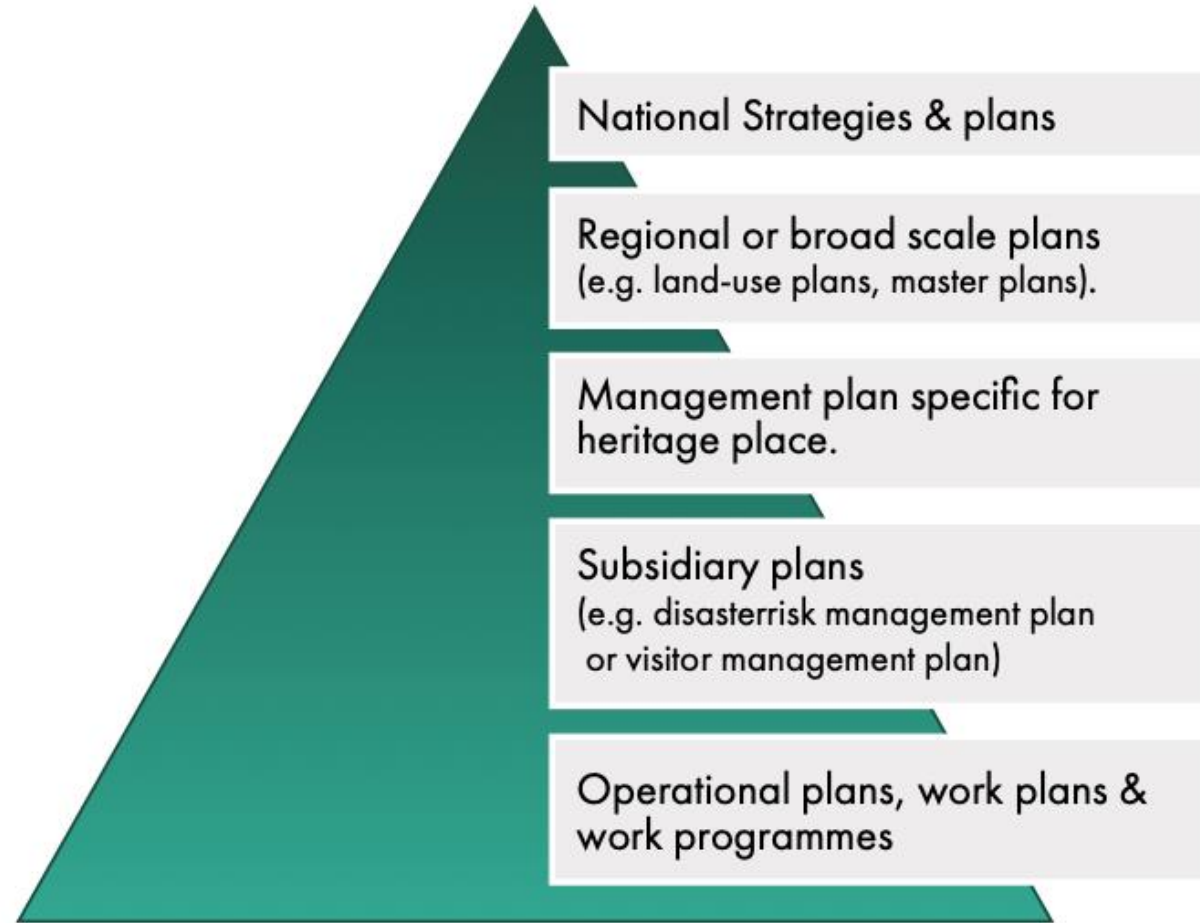 National Strategies & plans
Regional or broad scale plans
(e.g. land-use plans, master plans).
Management plan specific for
heritage place.
Subsidiary plans
(e.g. disasterrisk management plan
or visitor management plan)
Operational plans, work plans &
work programmes